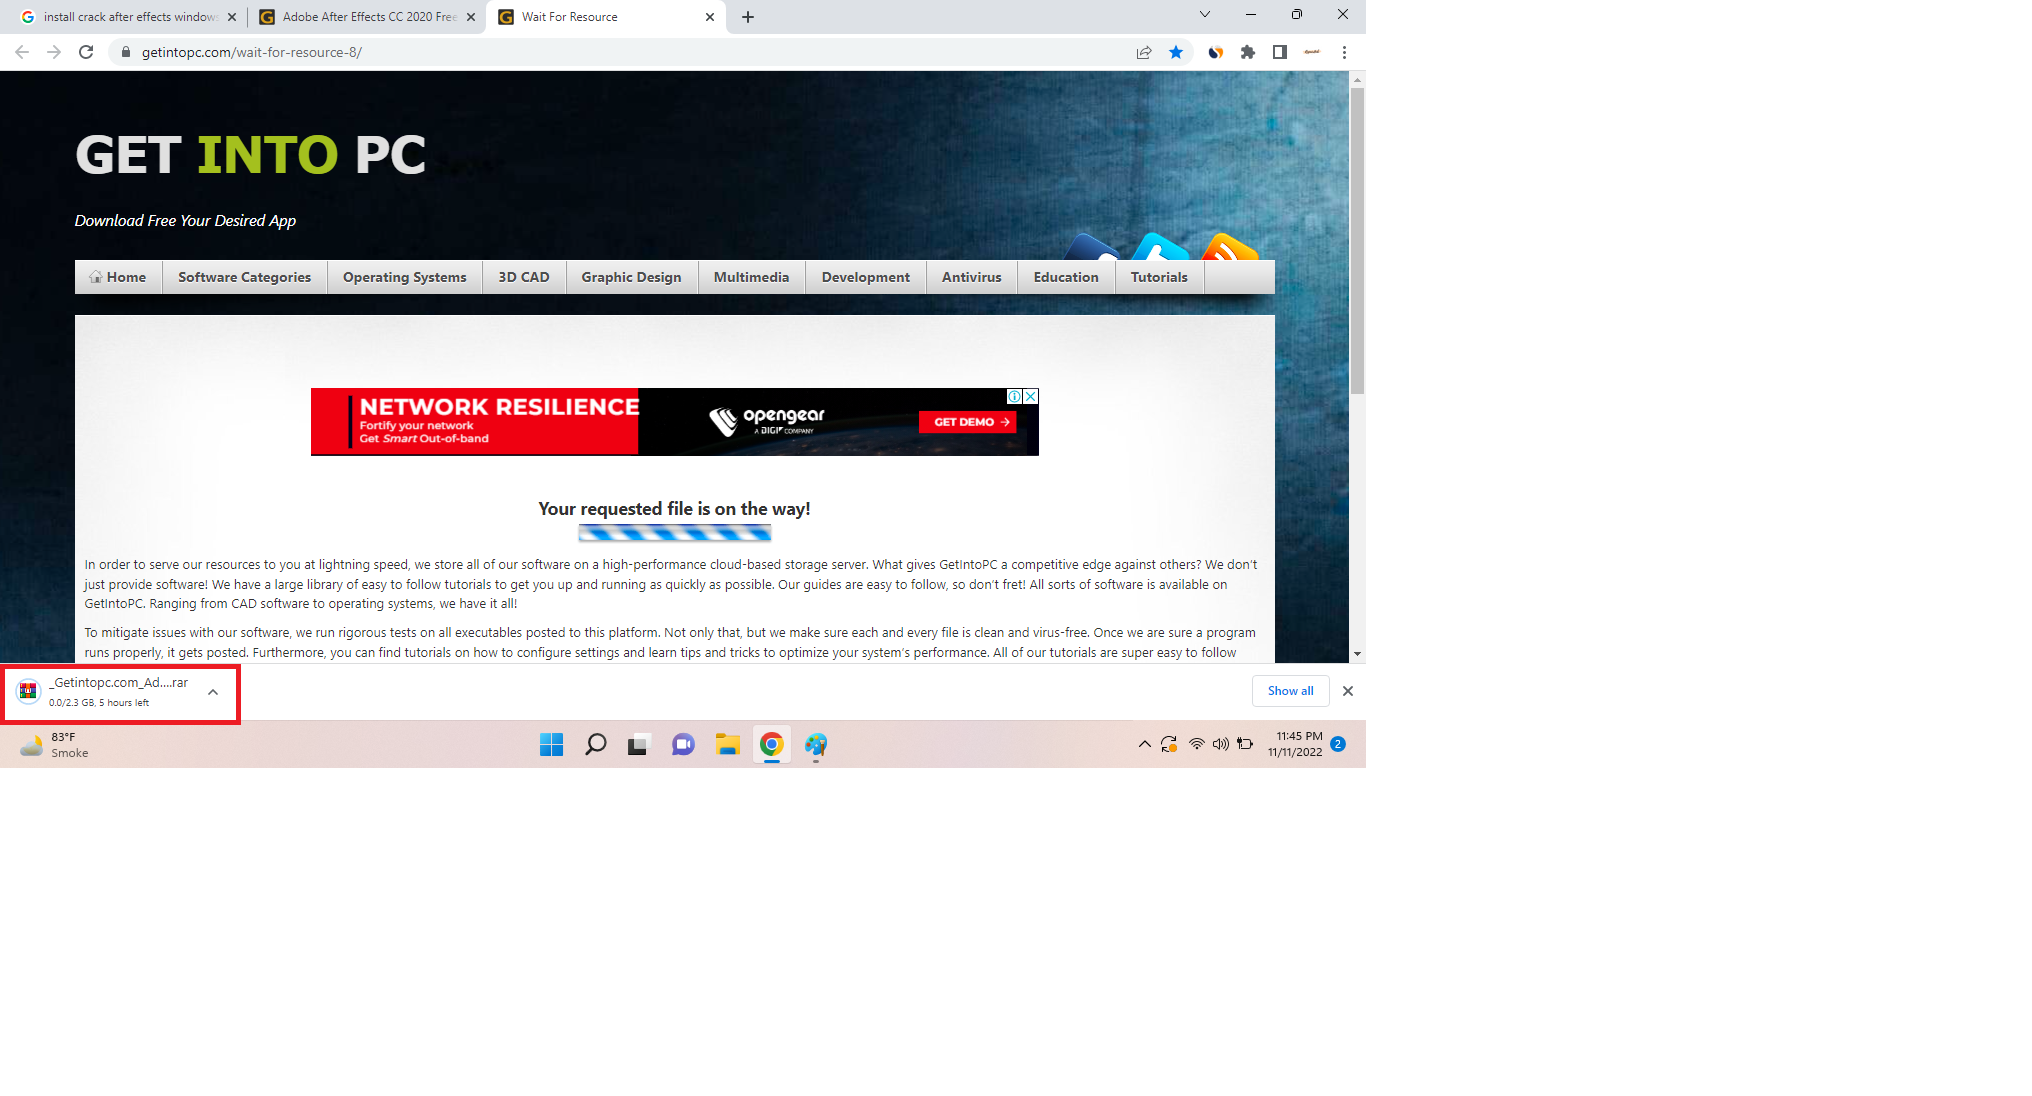 install crack after effects windows
Adobe After Effects CC 2020 Free
Wait For Resource
getintopc.com/wait-for-resource-8/
GET INTO PC
Download Free Your Desired App
Home
Software Categories
Operating Systems
3D CAD
Graphic Design
Multimedia
Development
Antivirus
Education
Tutorials
NETWORK RESILIENCE
Fortify your network
Get Smart Out-of-band
opengear
A DIGI COMPANY
GET DEMO →
Your requested file is on the way!
In order to serve our resources to you at lightning speed, we store all of our software on a high-performance cloud-based storage server. What gives GetIntoPC a competitive edge against others? We don't
just provide software! We have a large library of easy to follow tutorials to get you up and running as quickly as possible. Our guides are easy to follow, so don't fret! All sorts of software is available on
GetIntoPC. Ranging from CAD software to operating systems, we have it all!
To mitigate issues with our software, we run rigorous tests on all executables posted to this platform. Not only that, but we make sure each and every file is clean and virus-free. Once we are sure a program
runs properly, it gets posted. Furthermore, you can find tutorials on how to configure settings and learn tips and tricks to optimize your system's performance. All of our tutorials are super easy to follow
_Getintopc.com_Ad....rar
0.0/2.3 GB, 5 hours left
Show all
83°F
Smoke
11:45 PM
11/11/2022
2